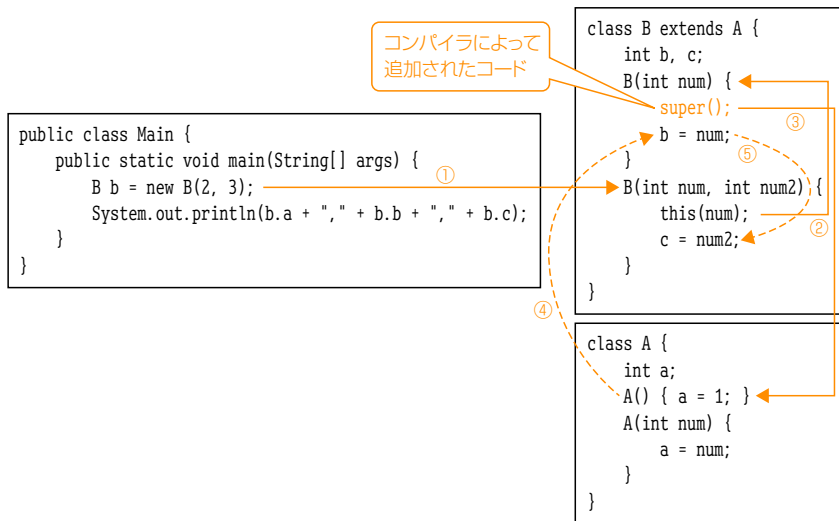 コンパイラによって
追加されたコード
public class Main {
public static void main(String[] args) {
B b = new B(2, 3);
System.out.println(b.a + "," + b.b + "," + b.c);
}
}
①
class B extends A {
int b, c;
B(int num) {
super();
③
b = num;
⑤
}
B(int num, int num2) {
this(num);
②
c = num2;
}
}
④
class A {
int a;
A() { a = 1; }
A(int num) {
a = num;
}
}